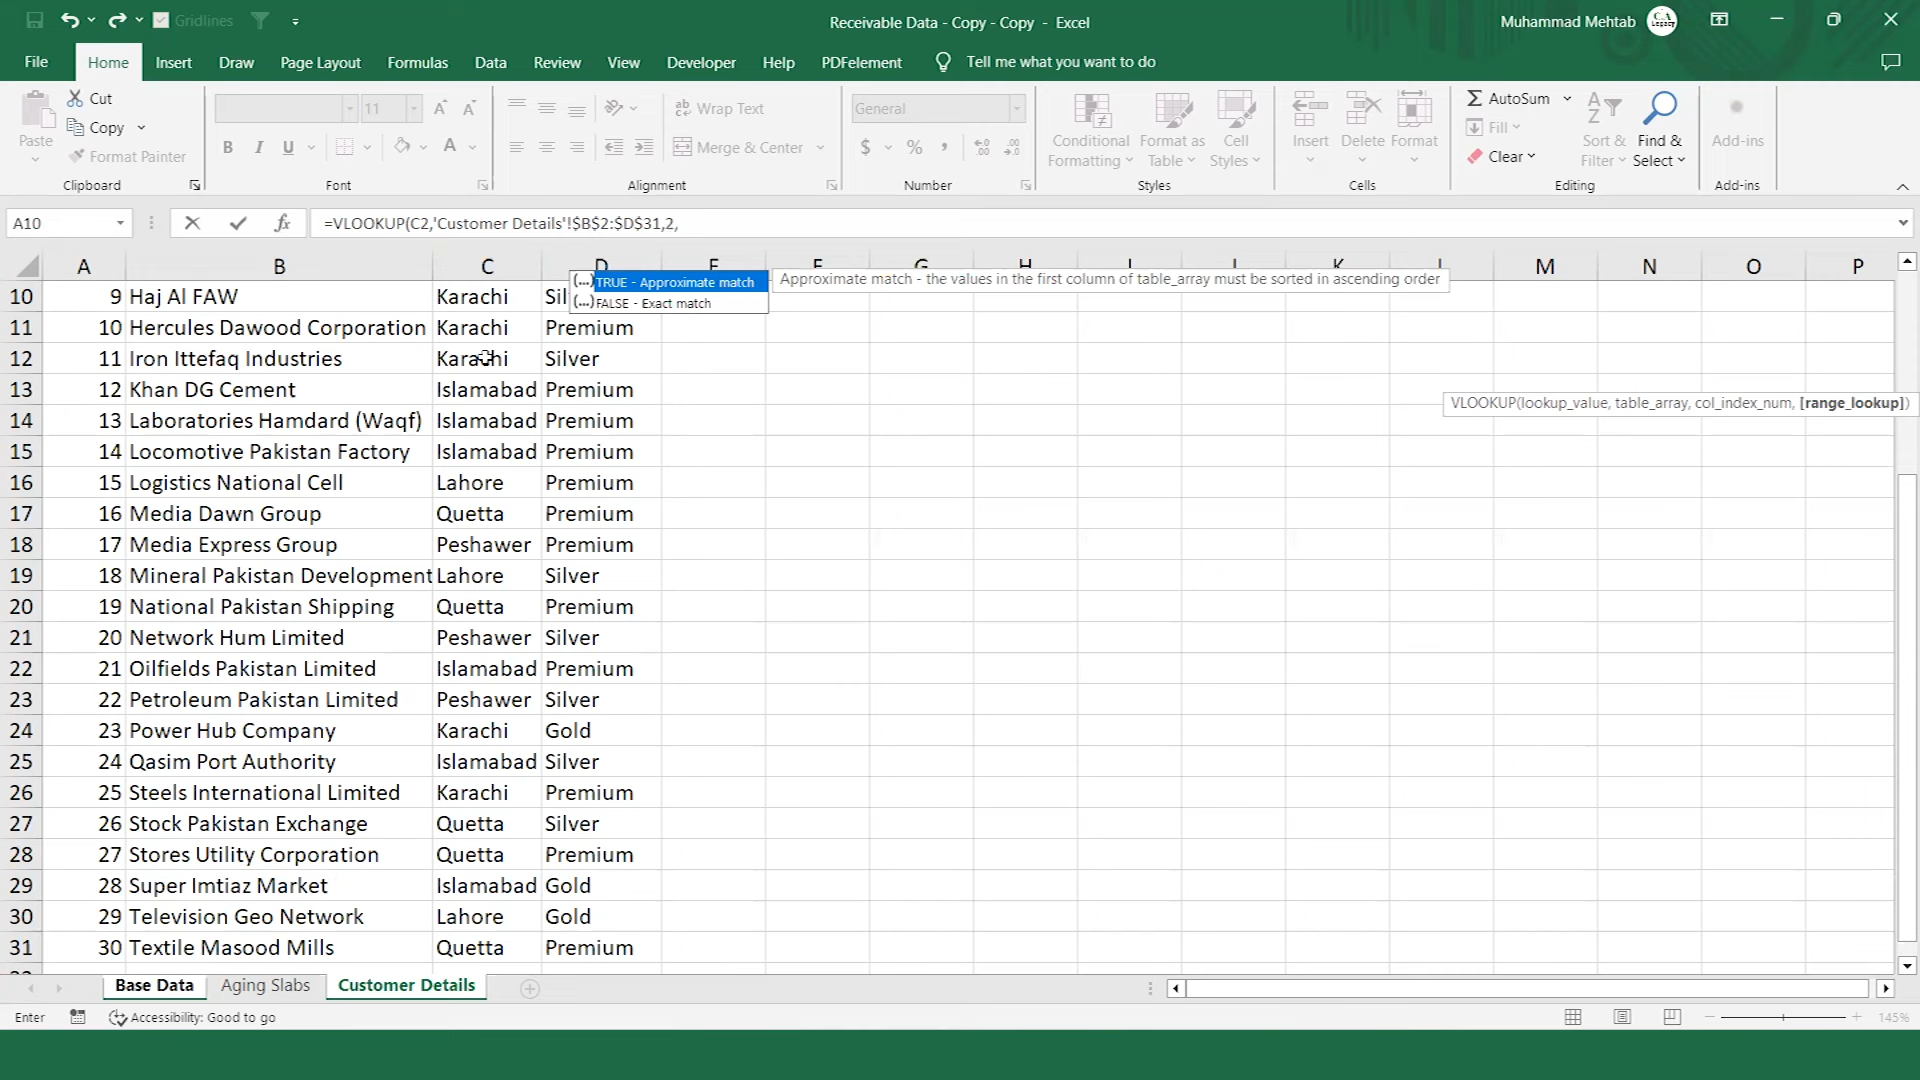 Gridlines
Receivable Data - Copy - Copy - Excel
Muhammad Mehtab
CA
Legacy
File Home Insert Draw Page Layout Formulas Data Review View Developer Help PDFelement Tell me what you want to do
Paste
Cut
Copy
Format Painter
Clipboard
11 A A
B I U A
Font
ab Wrap Text
Merge & Center
Alignment
General
$ % ,
Number
Conditional Formatting
Format as Table
Cell Styles
Styles
Insert Delete Format
Cells
AutoSum
Fill
Clear
Sort & Filter
Find & Select
Editing
Add-ins
Add-ins
A10 fx =VLOOKUP(C2,'Customer Details'!$B$2:$D$31,2,
A B C D E F G H I J K L M N O P
(...) TRUE - Approximate match
(...) FALSE - Exact match
Approximate match - the values in the first column of table_array must be sorted in ascending order
VLOOKUP(lookup_value, table_array, col_index_num, [range_lookup])
10 9 Haj Al FAW Karachi Sil
11 10 Hercules Dawood Corporation Karachi Premium
12 11 Iron Ittefaq Industries Karachi Silver
13 12 Khan DG Cement Islamabad Premium
14 13 Laboratories Hamdard (Waqf) Islamabad Premium
15 14 Locomotive Pakistan Factory Islamabad Premium
16 15 Logistics National Cell Lahore Premium
17 16 Media Dawn Group Quetta Premium
18 17 Media Express Group Peshawer Premium
19 18 Mineral Pakistan Development Lahore Silver
20 19 National Pakistan Shipping Quetta Premium
21 20 Network Hum Limited Peshawer Silver
22 21 Oilfields Pakistan Limited Islamabad Premium
23 22 Petroleum Pakistan Limited Peshawer Silver
24 23 Power Hub Company Karachi Gold
25 24 Qasim Port Authority Islamabad Silver
26 25 Steels International Limited Karachi Premium
27 26 Stock Pakistan Exchange Quetta Silver
28 27 Stores Utility Corporation Quetta Premium
29 28 Super Imtiaz Market Islamabad Gold
30 29 Television Geo Network Lahore Gold
31 30 Textile Masood Mills Quetta Premium
Base Data Aging Slabs Customer Details
Enter Accessibility: Good to go 145%